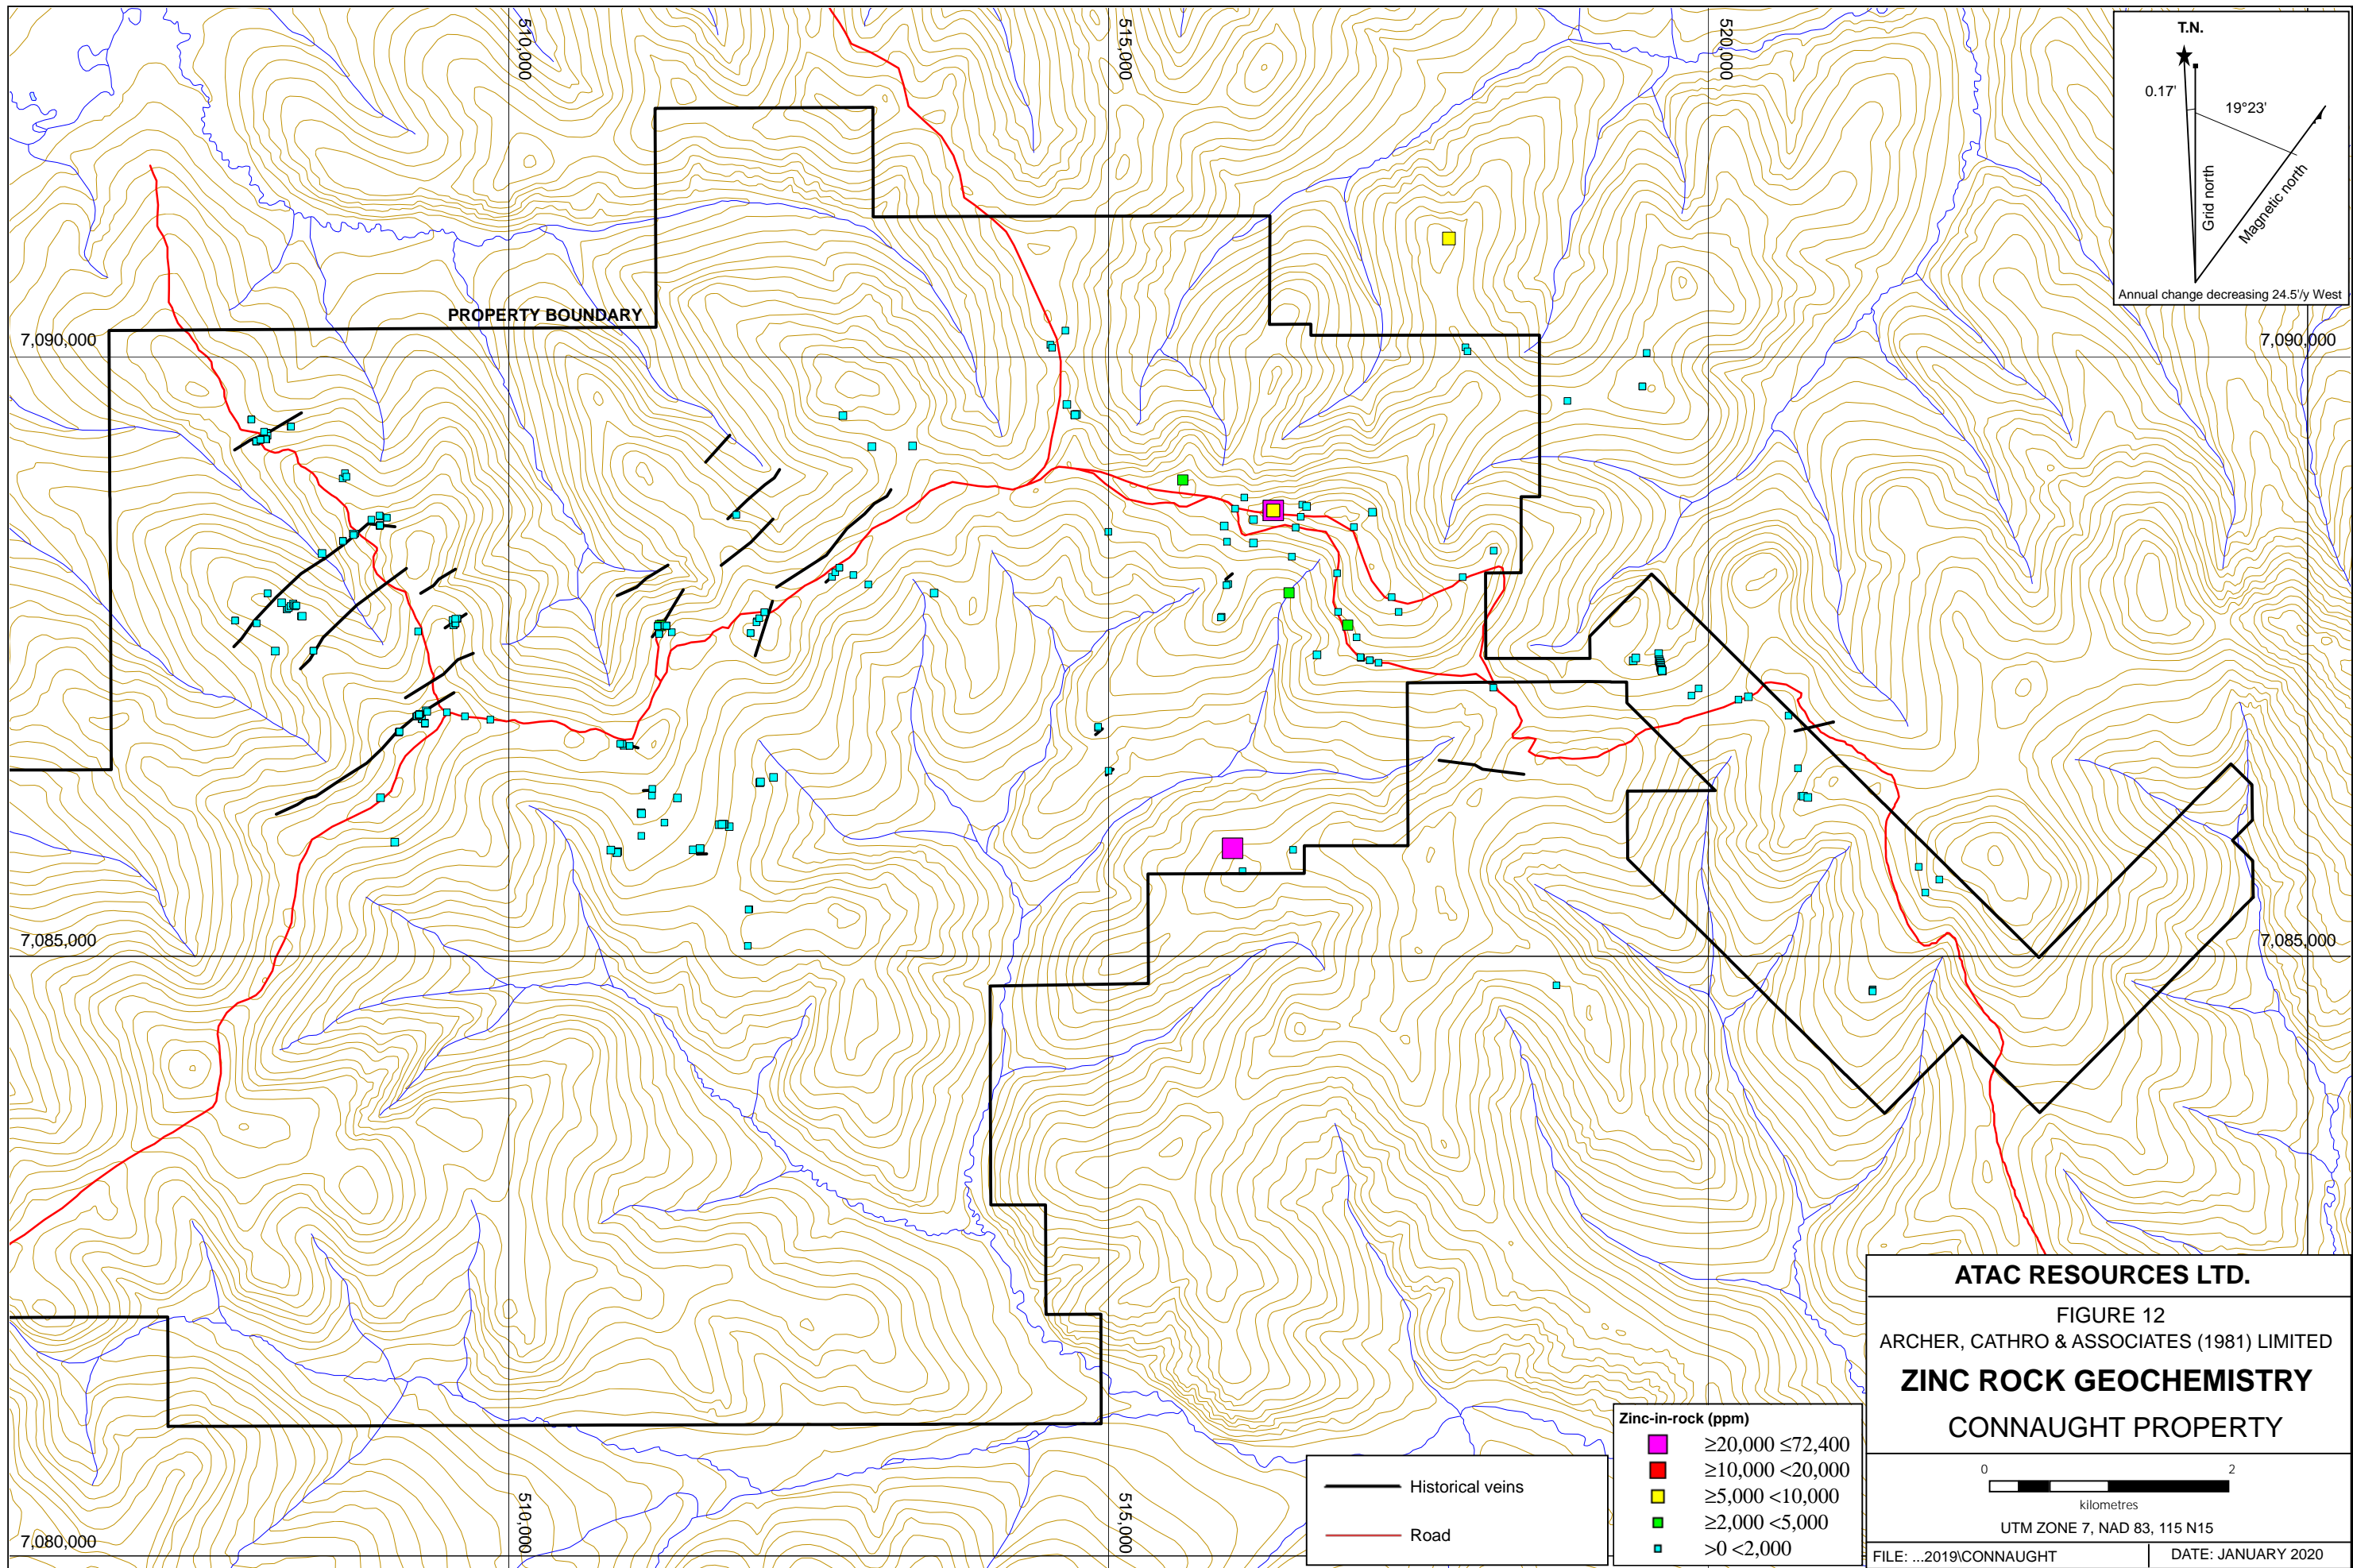 510,000
515,000
520,000
T.N.
0.17'
19°23'
Grid north
Magnetic north
Annual change decreasing 24.5'/y West
PROPERTY BOUNDARY
7,090,000
7,090,000
7,085,000
7,085,000
7,080,000
510,000
515,000
Historical veins
Road
Zinc-in-rock (ppm)
≥20,000 ≤72,400
≥10,000 <20,000
≥5,000 <10,000
≥2,000 <5,000
>0 <2,000
ATAC RESOURCES LTD.
FIGURE 12
ARCHER, CATHRO & ASSOCIATES (1981) LIMITED
ZINC ROCK GEOCHEMISTRY
CONNAUGHT PROPERTY
0 2
kilometres
UTM ZONE 7, NAD 83, 115 N15
FILE: ...2019\CONNAUGHT
DATE: JANUARY 2020